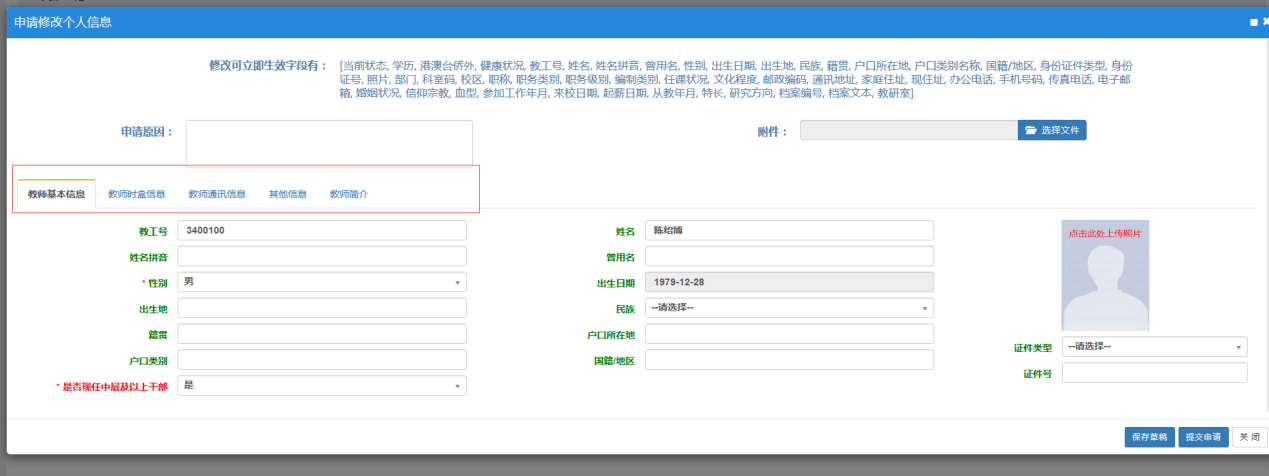 申请修改个人信息
修改可立即生效字段有： [当前状态, 学历, 港澳台侨外, 健康状况, 教工号, 姓名, 姓名拼音, 曾用名, 性别, 出生日期, 出生地, 民族, 籍贯, 户口所在地, 户口类别名称, 国籍/地区, 身份证件类型, 身份
证号, 照片, 部门, 科室码, 校区, 职称, 职务类别, 职务级别, 编制类别, 任课状况, 文化程度, 邮政编码, 通讯地址, 家庭住址, 现住址, 办公电话, 手机号码, 传真电话, 电子邮
箱, 婚姻状况, 信仰宗教, 血型, 参加工作年月, 来校日期, 起薪日期, 从教年月, 特长, 研究方向, 档案编号, 档案文本, 教研室]
申请原因： 附件： 选择文件
教师基本信息 教师时盒信息 教师通讯信息 其他信息 教师简介
教工号 3400100 姓名 陈绍博 点击此处上传照片
姓名拼音 曾用名
* 性别 男 出生日期 1979-12-28
出生地 民族 --请选择--
籍贯 户口所在地
户口类别 国籍/地区 证件类型 --请选择--
* 是否现任中层及以上干部 是 证件号
保存草稿 提交申请 关 闭